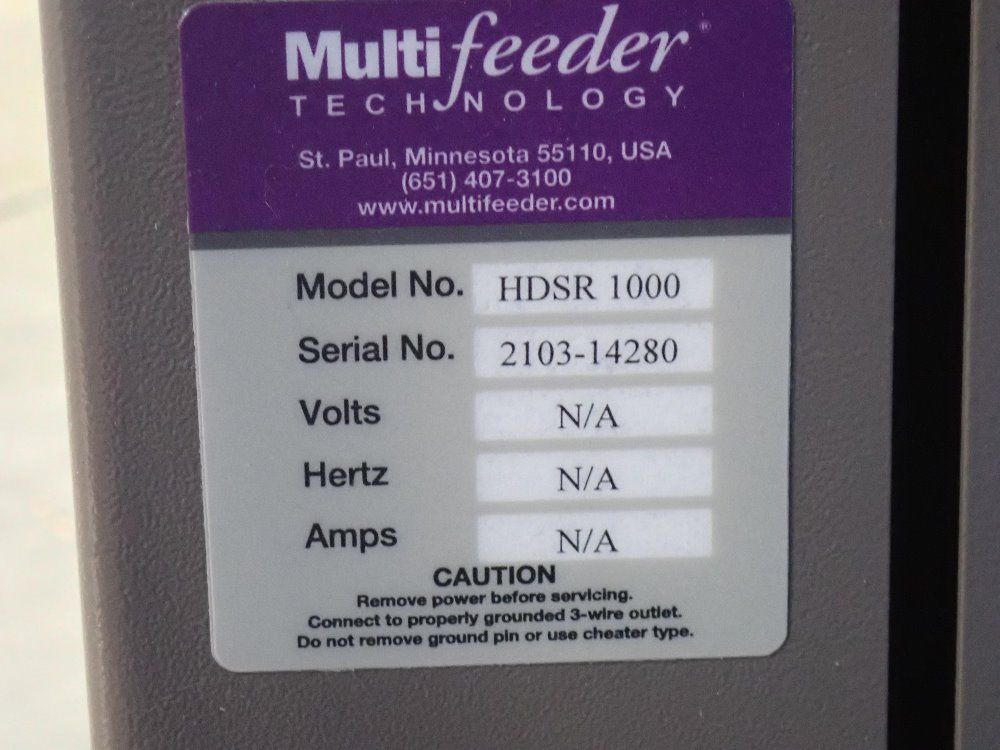 Multifeeder®
TECHNOLOGY
St. Paul, Minnesota 55110, USA
(651) 407-3100
www.multifeeder.com
Model No. HDSR 1000
Serial No. 2103-14280
Volts N/A
Hertz N/A
Amps N/A
CAUTION
Remove power before servicing.
Connect to properly grounded 3-wire outlet.
Do not remove ground pin or use cheater type.